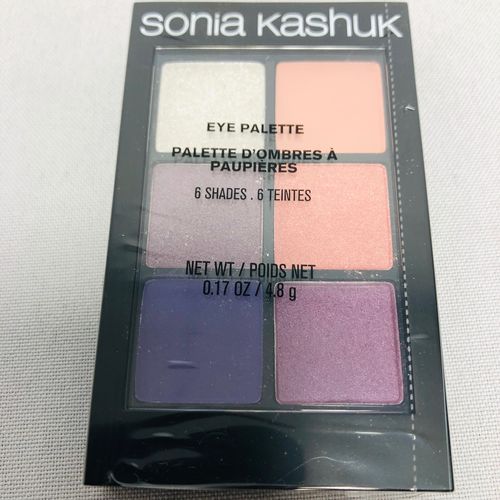 sonia kashuk
EYE PALETTE
PALETTE D'OMBRES À
PAUPIÈRES
6 SHADES . 6 TEINTES
NET WT / POIDS NET
0.17 OZ / 4.8 g